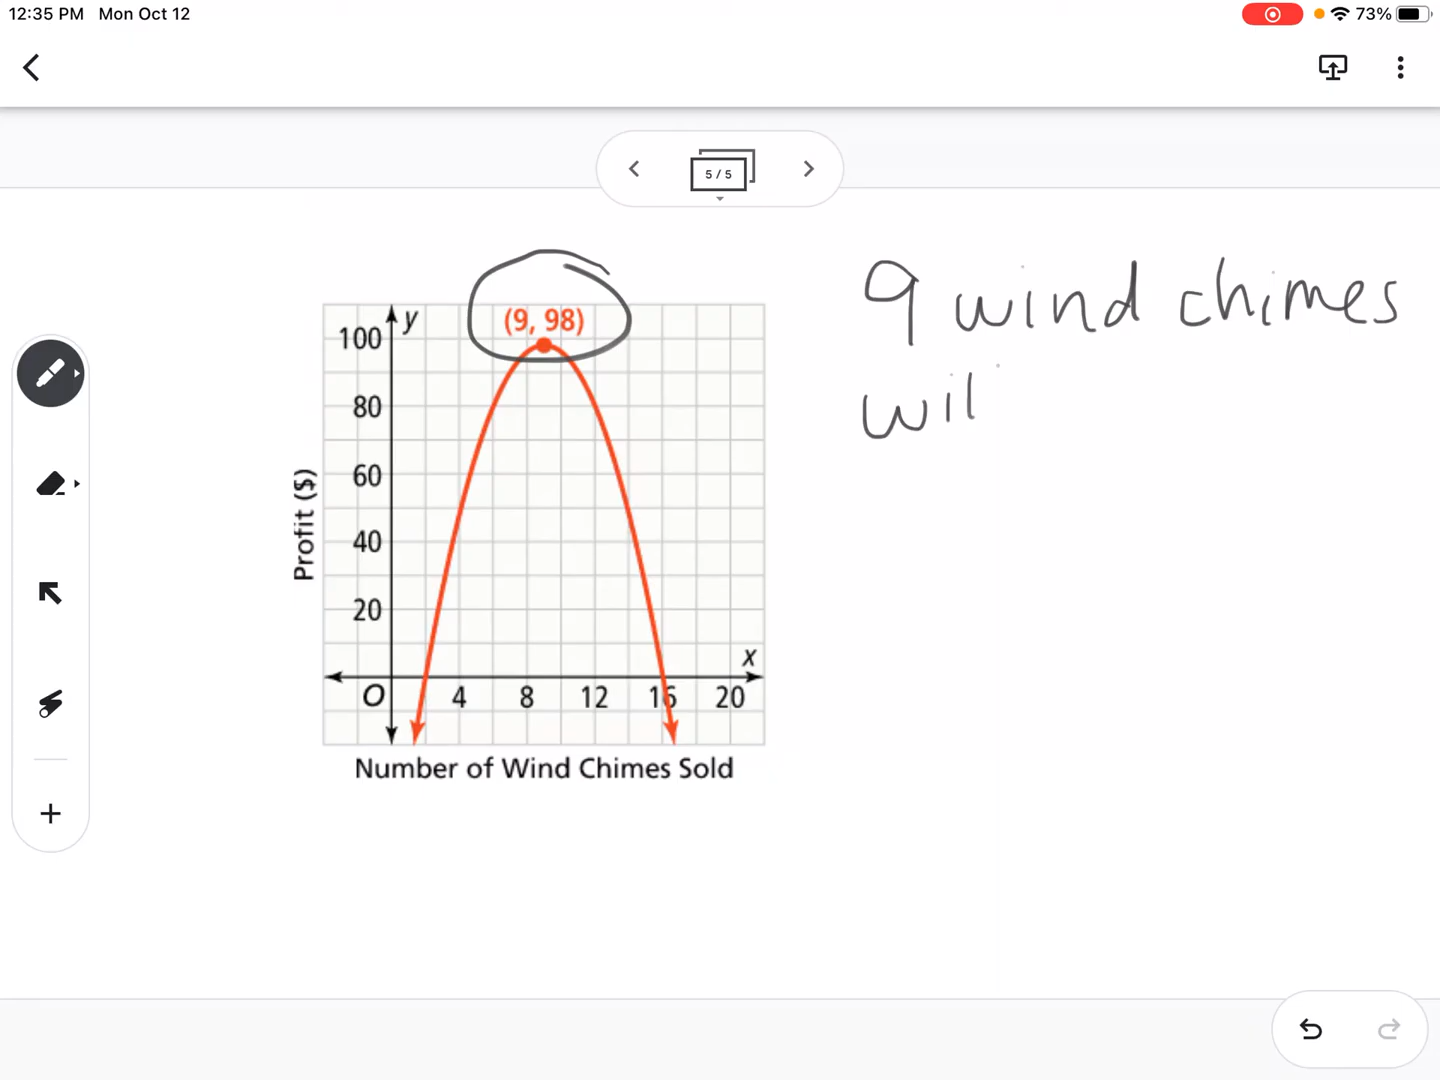 12:35 PM Mon Oct 12
73%
5 / 5
(9, 98)
y
100
80
60
40
20
Profit ($)
x
O 4 8 12 16 20
Number of Wind Chimes Sold
9 wind chimes
wil